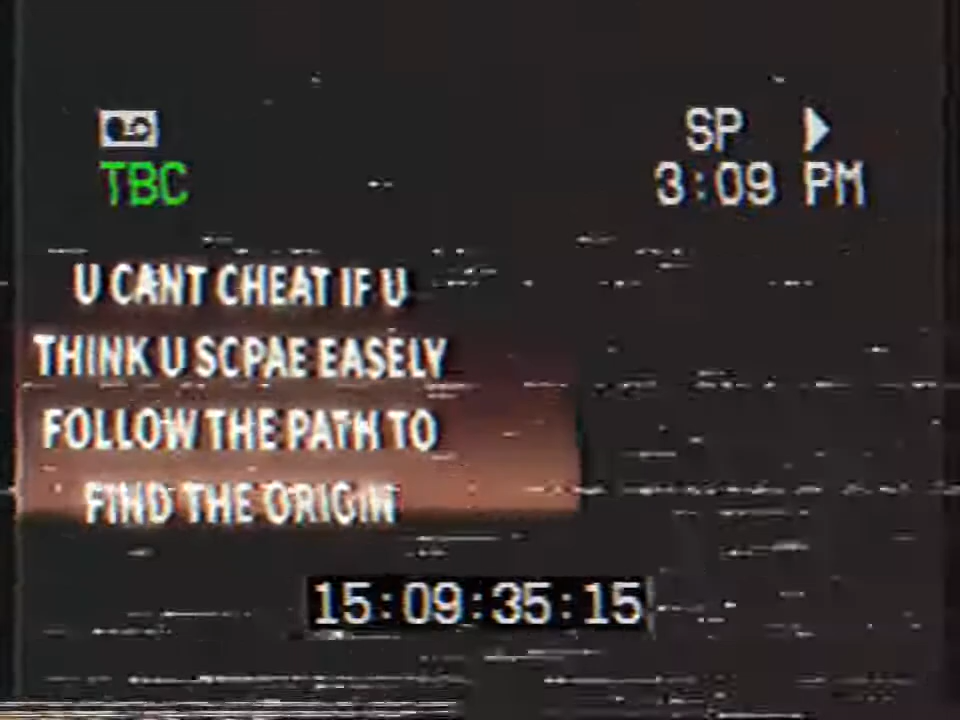 SP
TBC
3:09 PM
U CANT CHEAT IF U
THINK U SCPAE EASELY
FOLLOW THE PATH TO
FIND THE ORIGIN
15:09:35:15